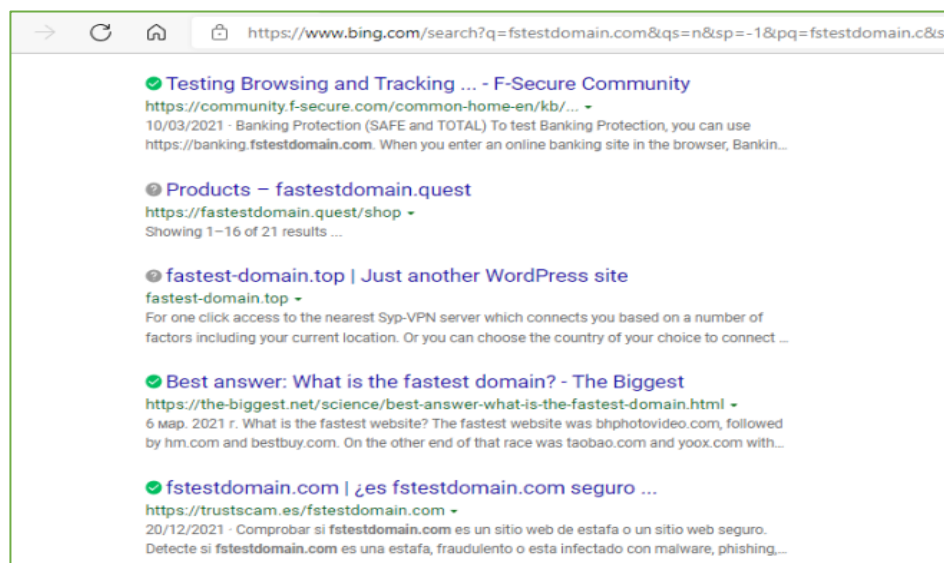 https://www.bing.com/search?q=fstestdomain.com&qs=n&sp=-1&pq=fstestdomain.c&s
Testing Browsing and Tracking ... - F-Secure Community
https://community.f-secure.com/common-home-en/kb/...
10/03/2021 · Banking Protection (SAFE and TOTAL) To test Banking Protection, you can use
https://banking.fstestdomain.com. When you enter an online banking site in the browser, Bankin...
Products – fastestdomain.quest
https://fastestdomain.quest/shop
Showing 1–16 of 21 results ...
fastest-domain.top | Just another WordPress site
fastest-domain.top
For one click access to the nearest Syp-VPN server which connects you based on a number of
factors including your current location. Or you can choose the country of your choice to connect ...
Best answer: What is the fastest domain? - The Biggest
https://the-biggest.net/science/best-answer-what-is-the-fastest-domain.html
6 мар. 2021 г. What is the fastest website? The fastest website was bhphotovideo.com, followed
by hm.com and bestbuy.com. On the other end of that race was taobao.com and yoox.com with...
fstestdomain.com | ¿es fstestdomain.com seguro ...
https://trustscam.es/fstestdomain.com
20/12/2021 · Comprobar si fstestdomain.com es un sitio web de estafa o un sitio web seguro.
Detecte si fstestdomain.com es una estafa, fraudulento o esta infectado con malware, phishing,...